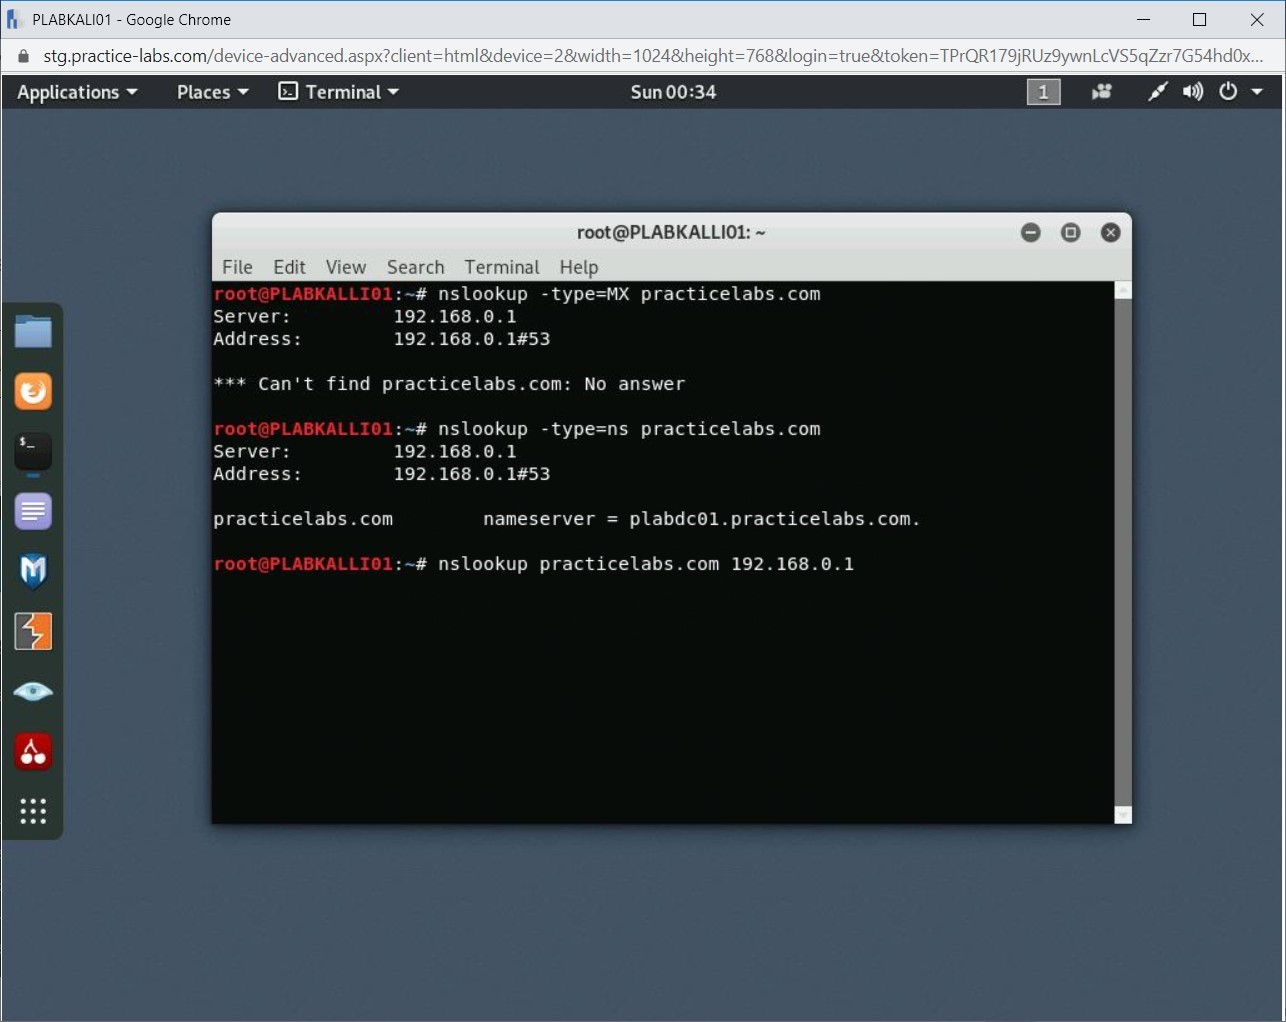 PLABKALI01 - Google Chrome
stg.practice-labs.com/device-advanced.aspx?client=html&device=2&width=1024&height=768&login=true&token=TPrQR179jRUz9ywnLcVS5qZzr7G54hd0x...
Applications Places Terminal Sun 00:34 1
root@PLABKALLI01: ~
File Edit View Search Terminal Help
root@PLABKALLI01:~# nslookup -type=MX practicelabs.com
Server: 192.168.0.1
Address: 192.168.0.1#53
*** Can't find practicelabs.com: No answer
root@PLABKALLI01:~# nslookup -type=ns practicelabs.com
Server: 192.168.0.1
Address: 192.168.0.1#53
practicelabs.com nameserver = plabdc01.practicelabs.com.
root@PLABKALLI01:~# nslookup practicelabs.com 192.168.0.1
$_